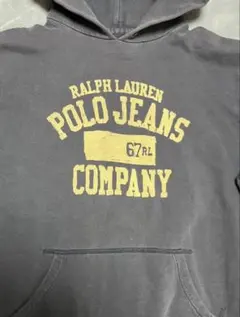 RALPH LAUREN
POLO JEANS
67RL
COMPANY